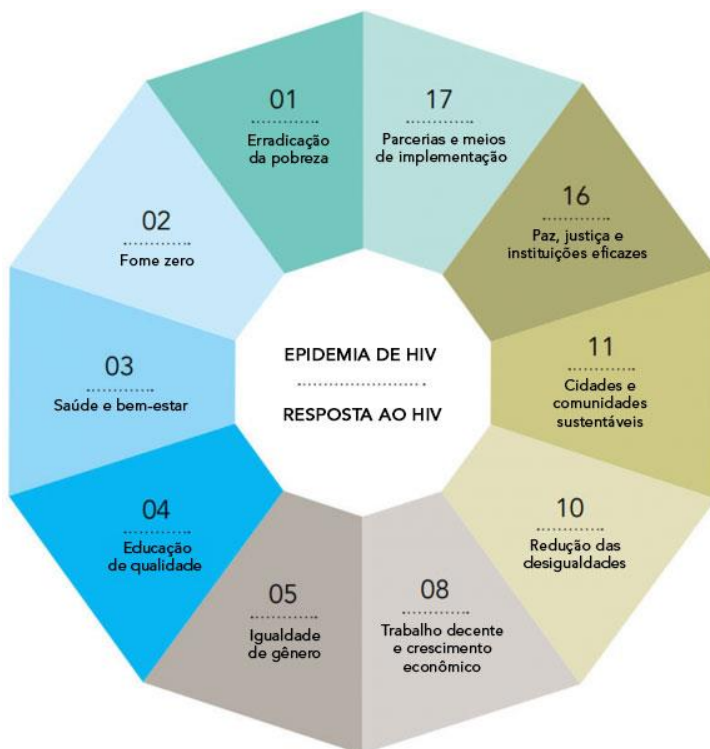 01
Erradicação
da pobreza
17
Parcerias e meios
de implementação
16
Paz, justiça e
instituições eficazes
11
Cidades e
comunidades
sustentáveis
10
Redução das
desigualdades
08
Trabalho decente
e crescimento
econômico
05
Igualdade
de gênero
04
Educação
de qualidade
03
Saúde e bem-estar
02
Fome zero
EPIDEMIA DE HIV
RESPOSTA AO HIV